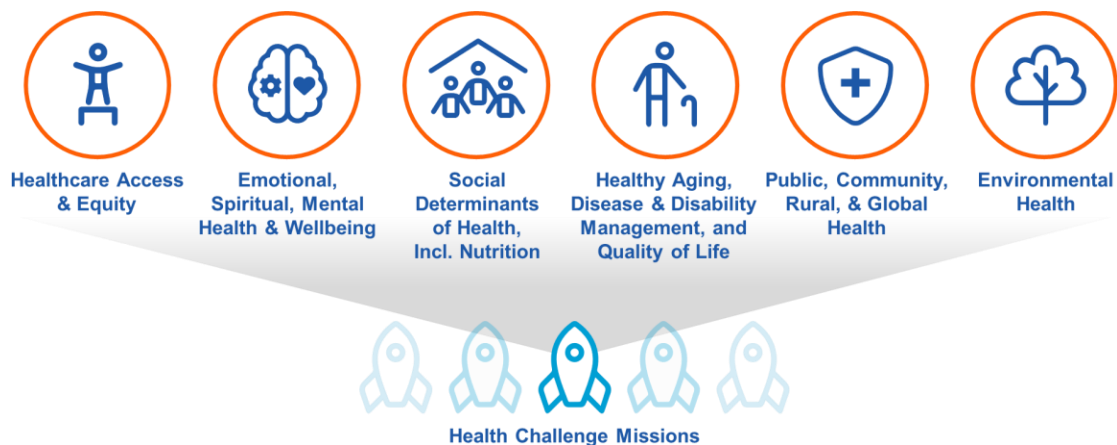 Healthcare Access
& Equity
Emotional,
Spiritual, Mental
Health & Wellbeing
Social
Determinants
of Health,
Incl. Nutrition
Healthy Aging,
Disease & Disability
Management, and
Quality of Life
Public, Community,
Rural, & Global
Health
Environmental
Health
Health Challenge Missions